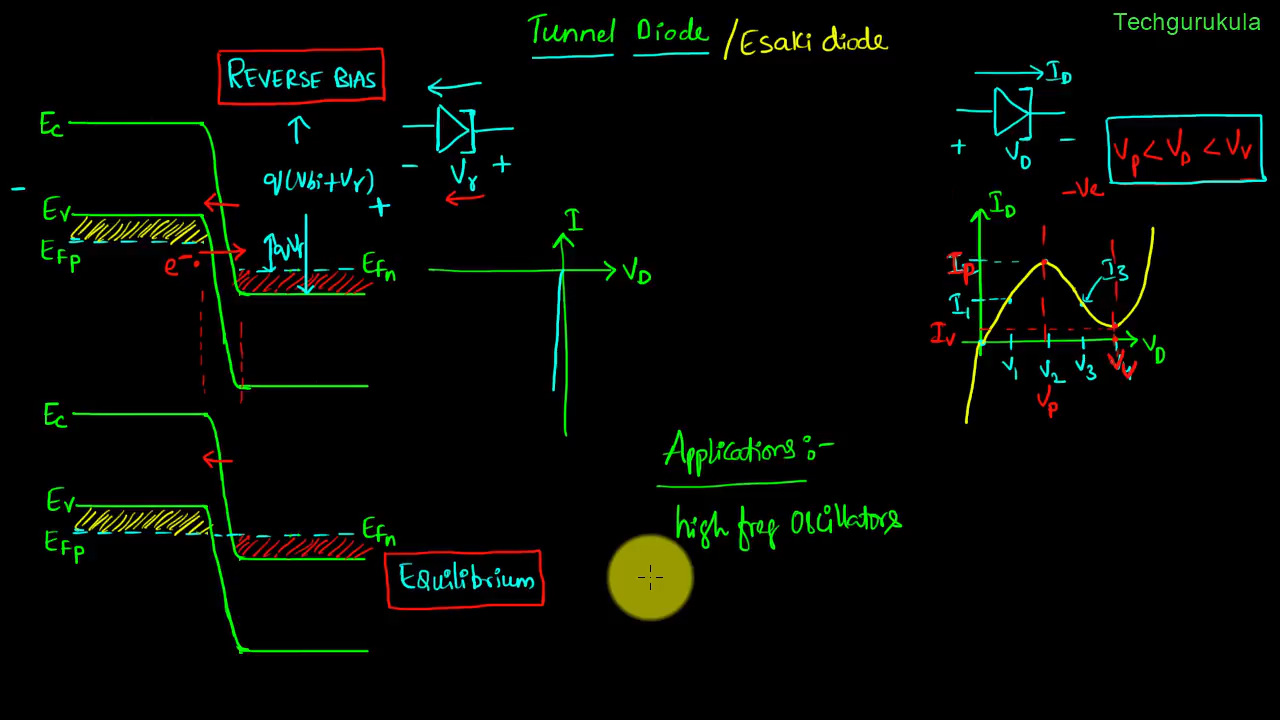 Techgurukula
Tunnel Diode / Esaki diode
REVERSE BIAS
Ec
q(Vbi+Vr)
-
+
Ev
EFp
e-
qVr
EFn
-
Vr
+
I
VD
ID
+
VD
-
Vp < VD < Vv
-ve
ID
Ip
I1
Iv
I3
VD
V1
V2
V3
Vp
Ec
Ev
EFp
EFn
Equilibrium
Applications:-
high freq Oscillators